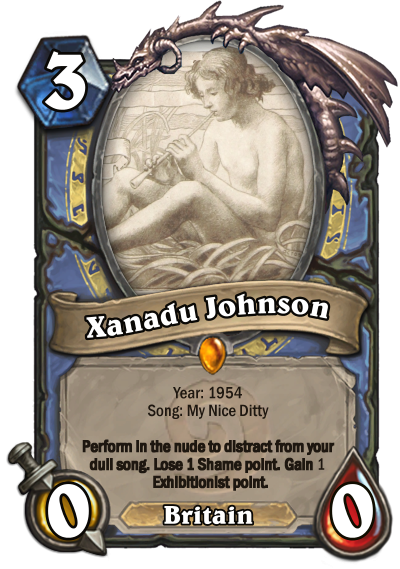 3
Xanadu Johnson
Year: 1954
Song: My Nice Ditty
Perform in the nude to distract from your
dull song. Lose 1 Shame point. Gain 1
Exhibitionist point.
0
Britain
0